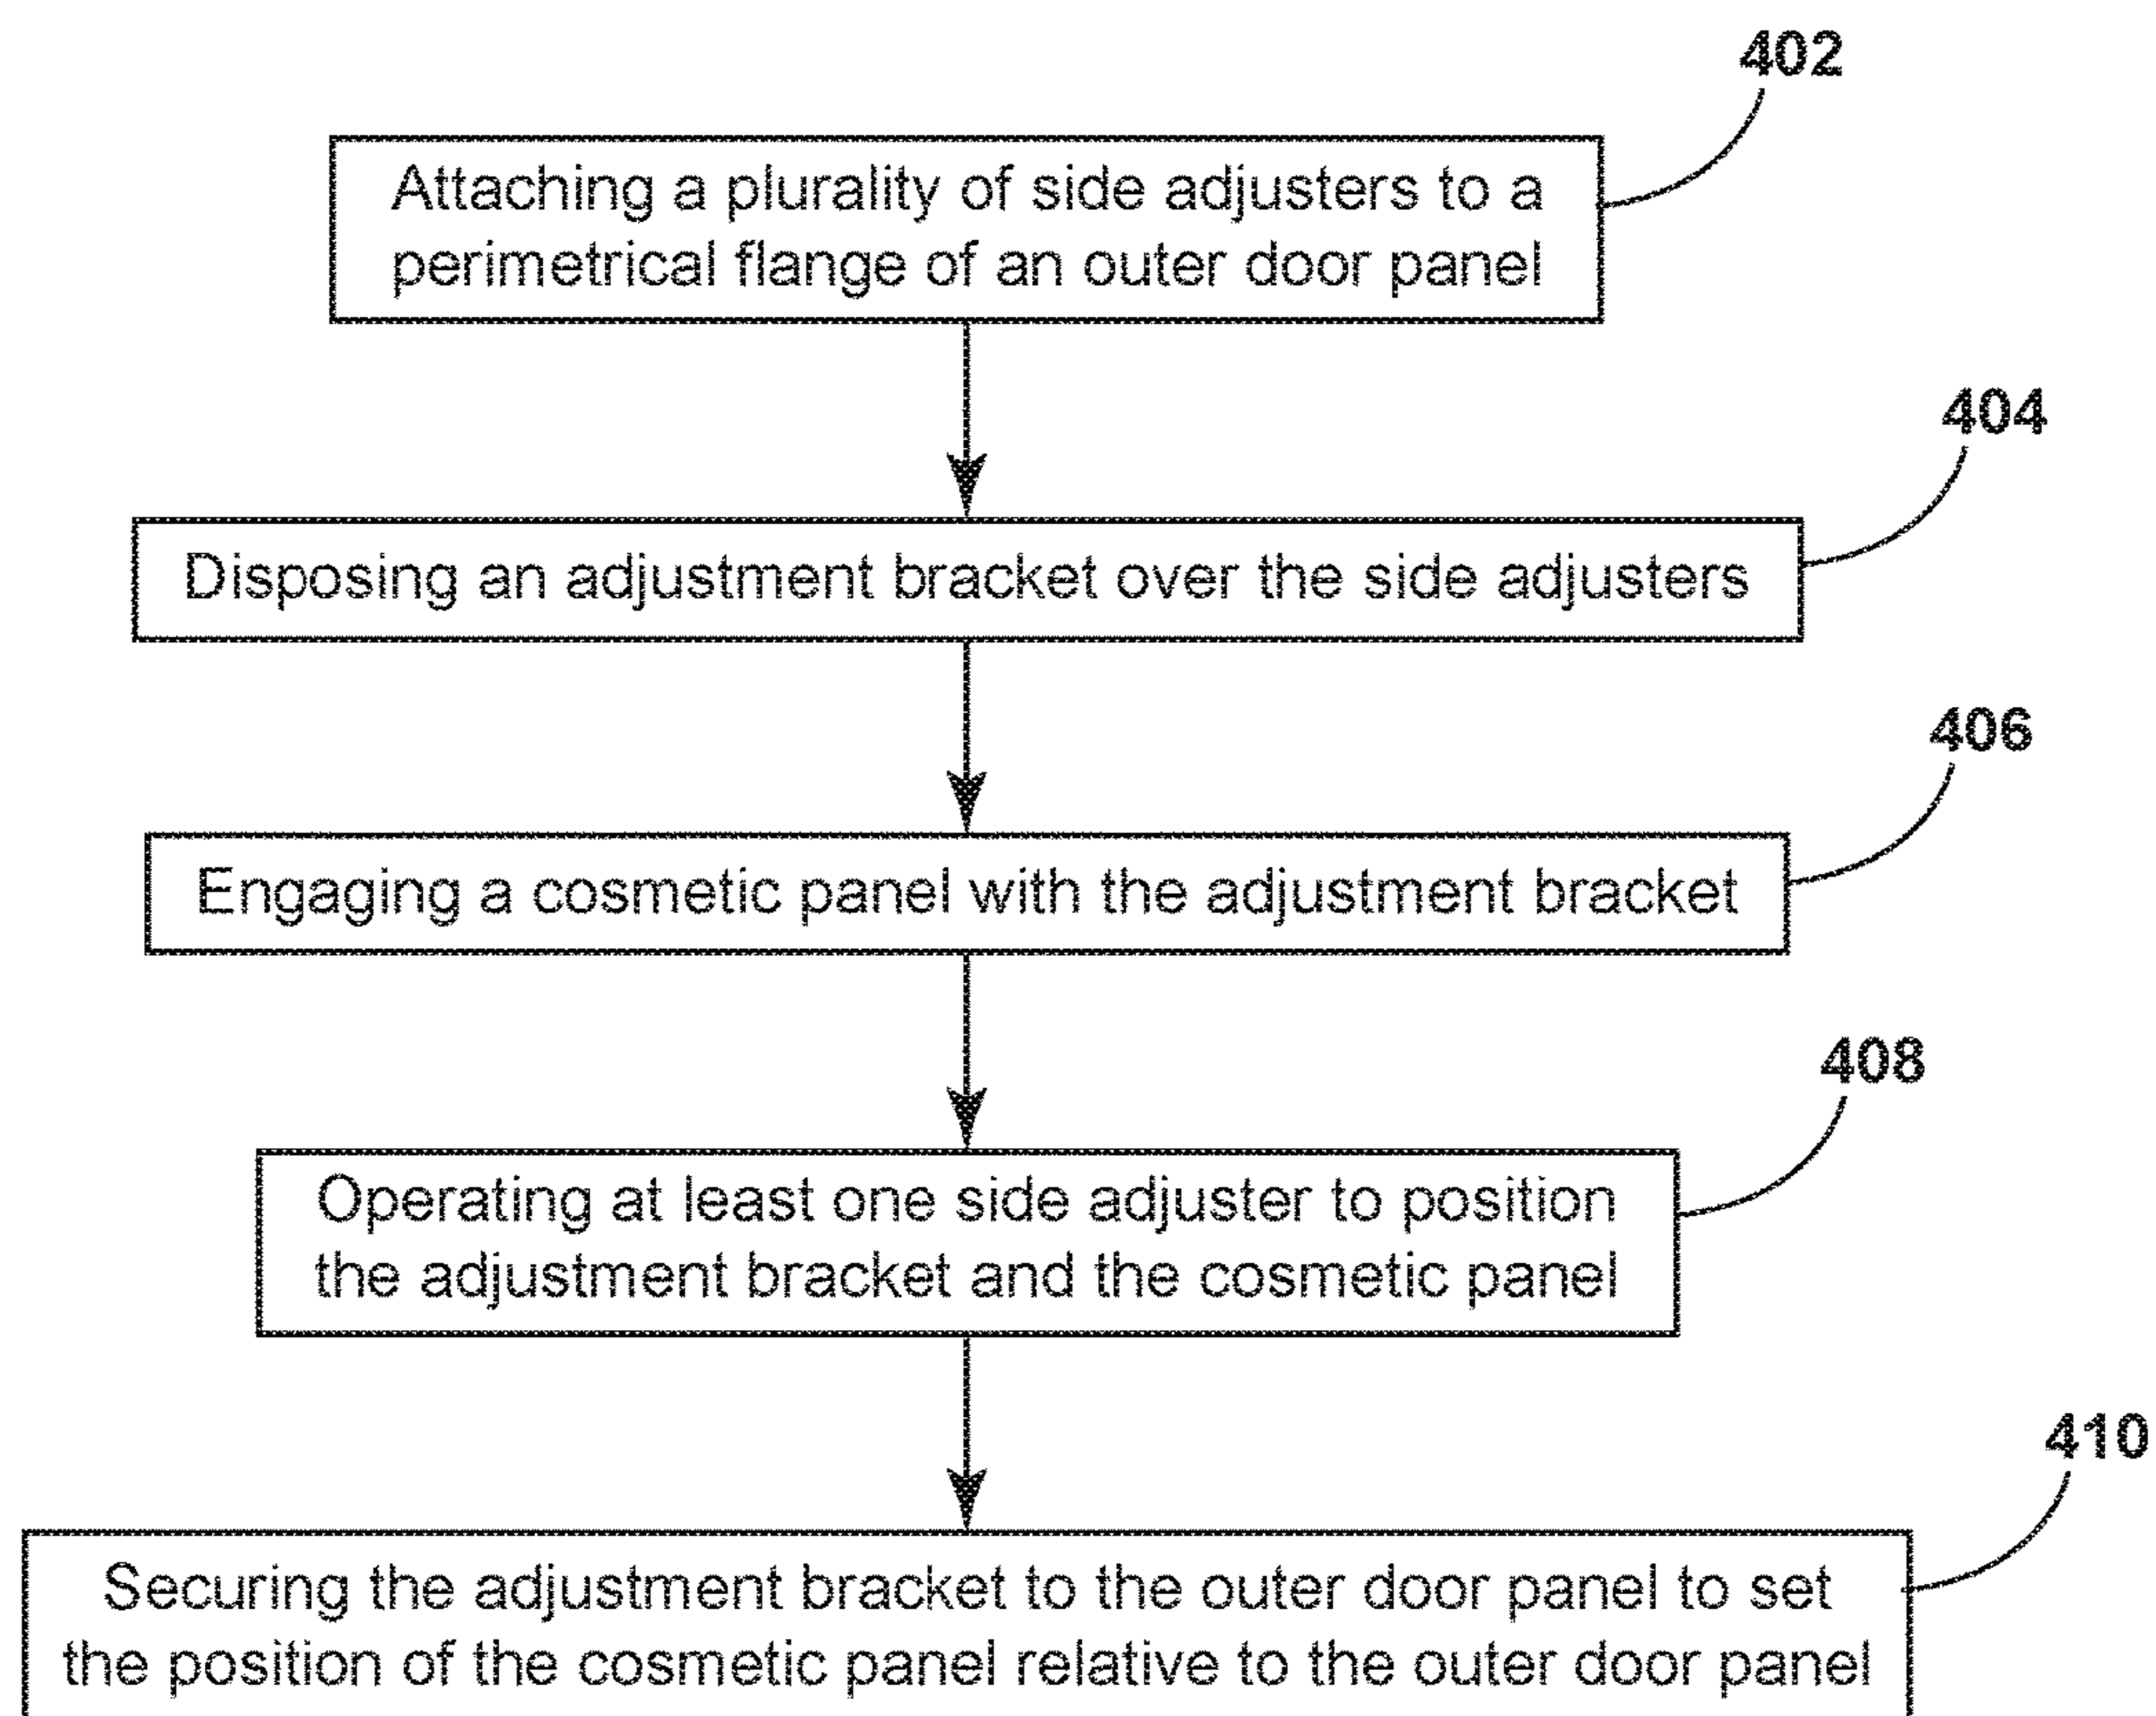 402
Attaching a plurality of side adjusters to a
perimetrical flange of an outer door panel
404
Disposing an adjustment bracket over the side adjusters
406
Engaging a cosmetic panel with the adjustment bracket
408
Operating at least one side adjuster to position
the adjustment bracket and the cosmetic panel
410
Securing the adjustment bracket to the outer door panel to set
the position of the cosmetic panel relative to the outer door panel